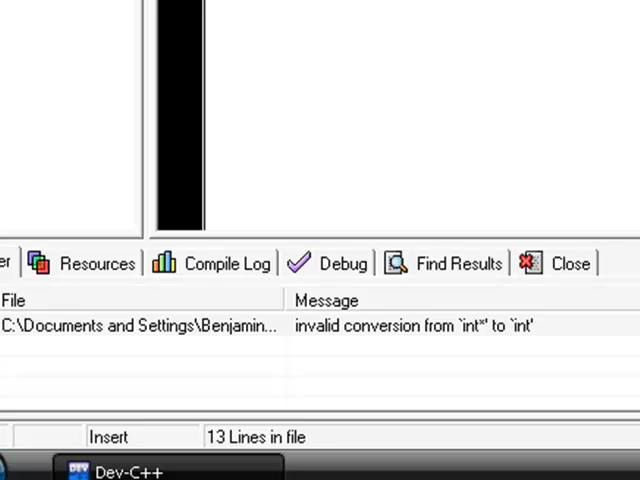 er Resources Compile Log Debug Find Results Close
File Message
C:\Documents and Settings\Benjamin... invalid conversion from `int*' to `int'
Insert 13 Lines in file
DEV Dev-C++